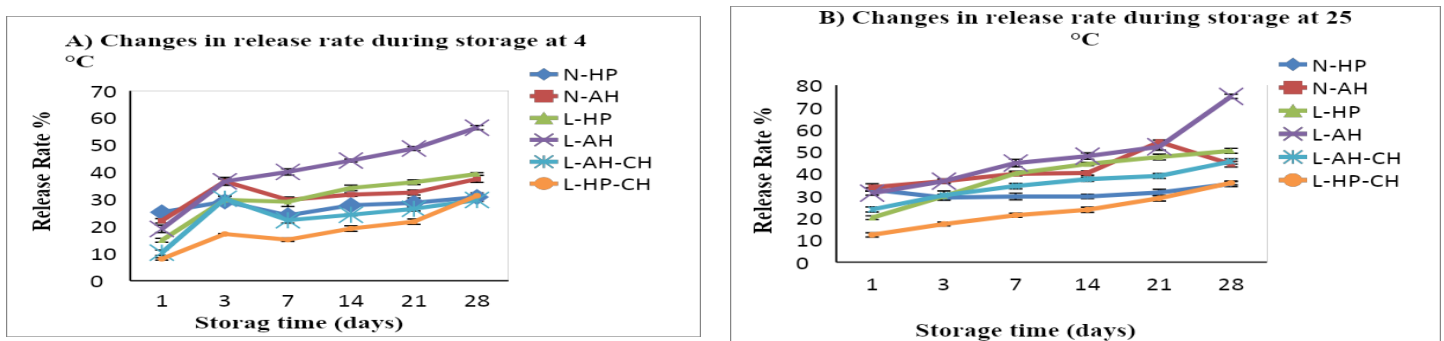 A) Changes in release rate during storage at 4
°C
70
60
50
40
30
20
10
0
Release Rate %
1 3 7 14 21 28
Storag time (days)
N-HP
N-AH
L-HP
L-AH
L-AH-CH
L-HP-CH
B) Changes in release rate during storage at 25
°C
80
70
60
50
40
30
20
10
0
Release Rate %
1 3 7 14 21 28
Storage time (days)
N-HP
N-AH
L-HP
L-AH
L-AH-CH
L-HP-CH